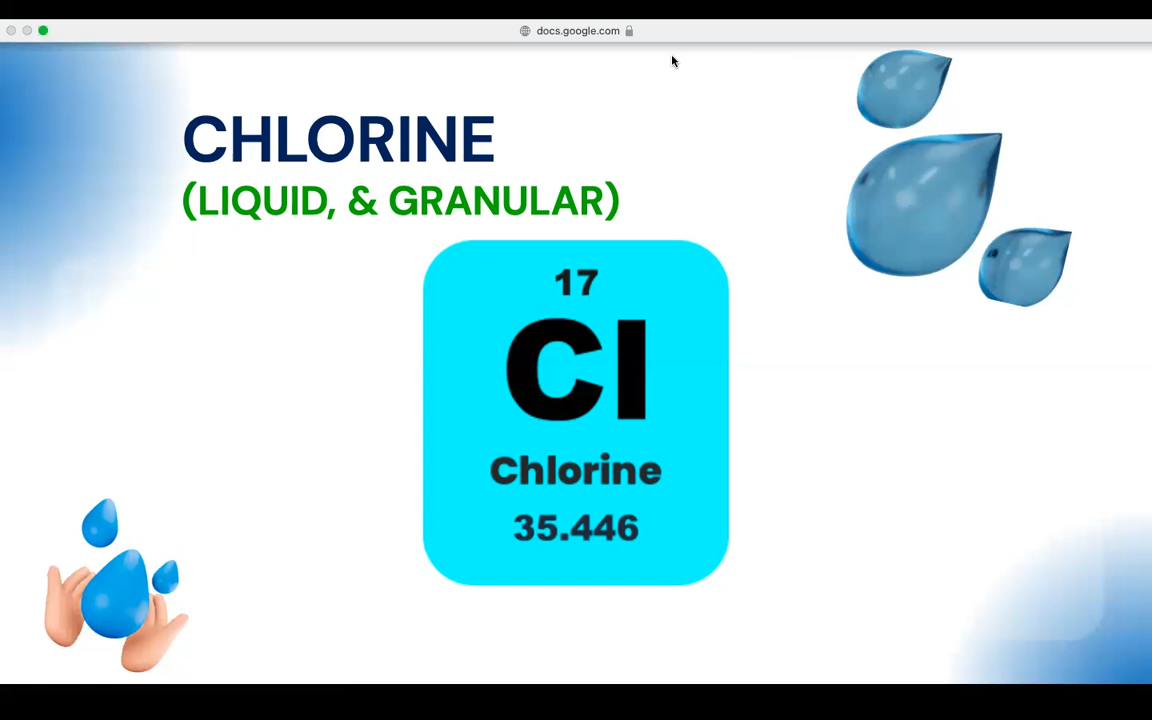 docs.google.com
CHLORINE
(LIQUID, & GRANULAR)
17
Cl
Chlorine
35.446